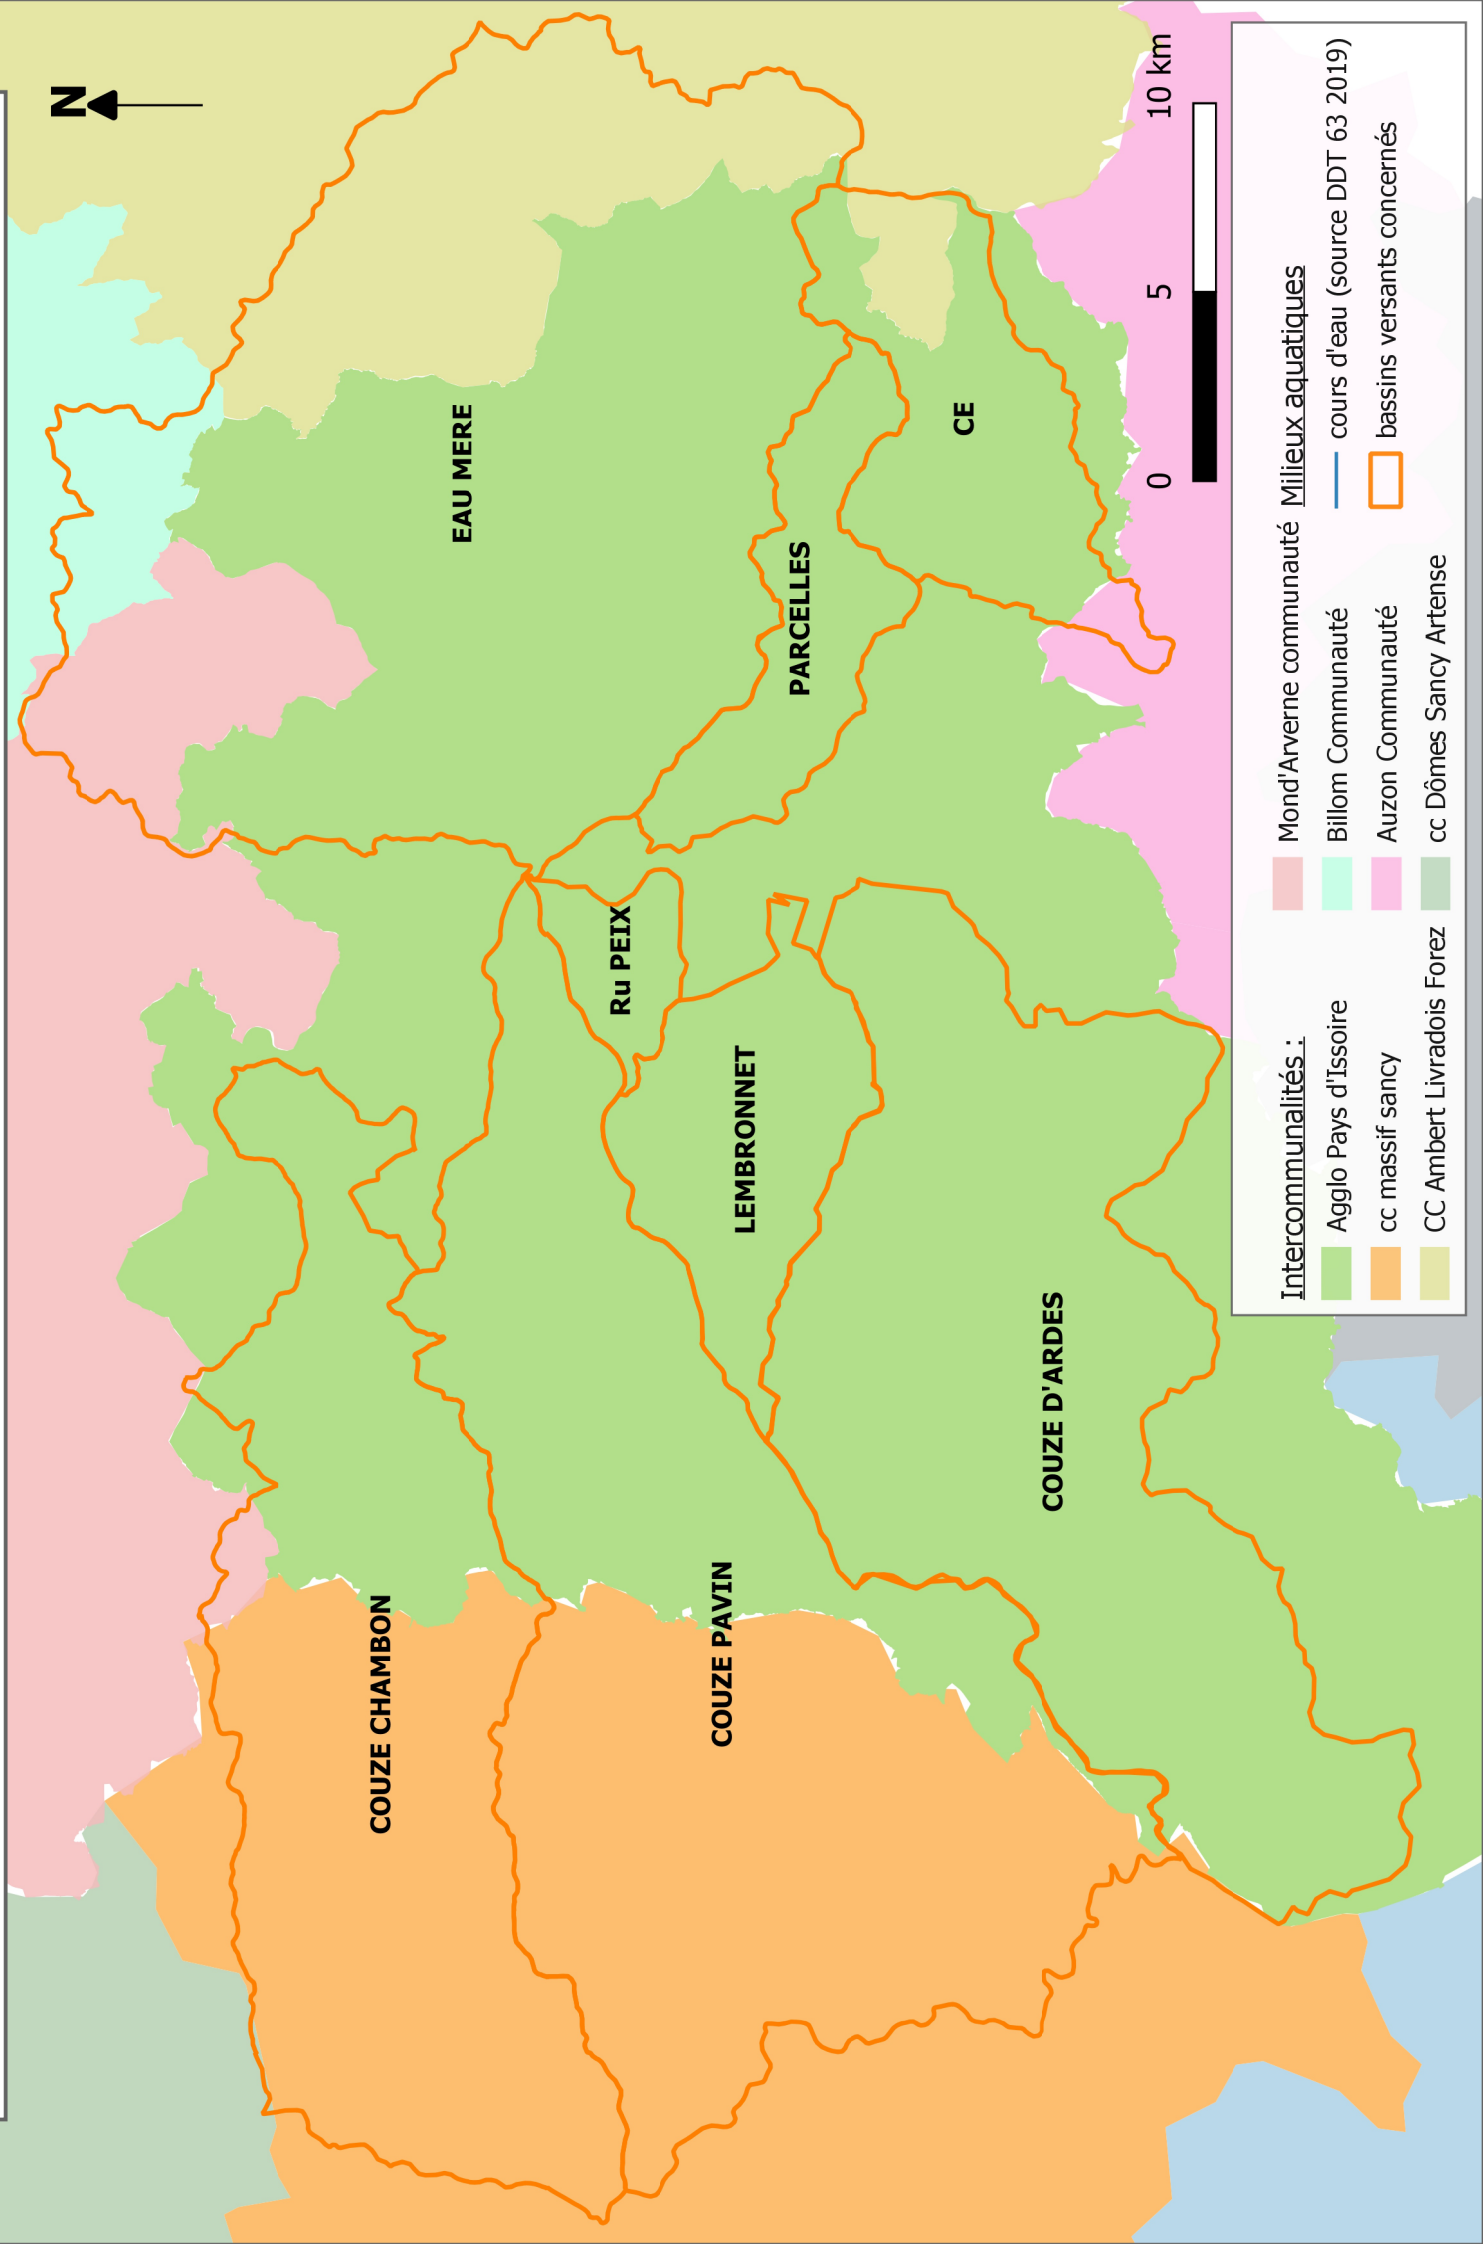 N
EAU MERE
COUZE CHAMBON
Ru PEIX
COUZE PAVIN
LEMBRONNET
PARCELLES
CE
COUZE D'ARDES
0 5 10 km
Intercommunalités :
Agglo Pays d'Issoire
cc massif sancy
CC Ambert Livradois Forez
Mond'Arverne communauté
Billom Communauté
Auzon Communauté
cc Dômes Sancy Artense
Milieux aquatiques
cours d'eau (source DDT 63 2019)
bassins versants concernés